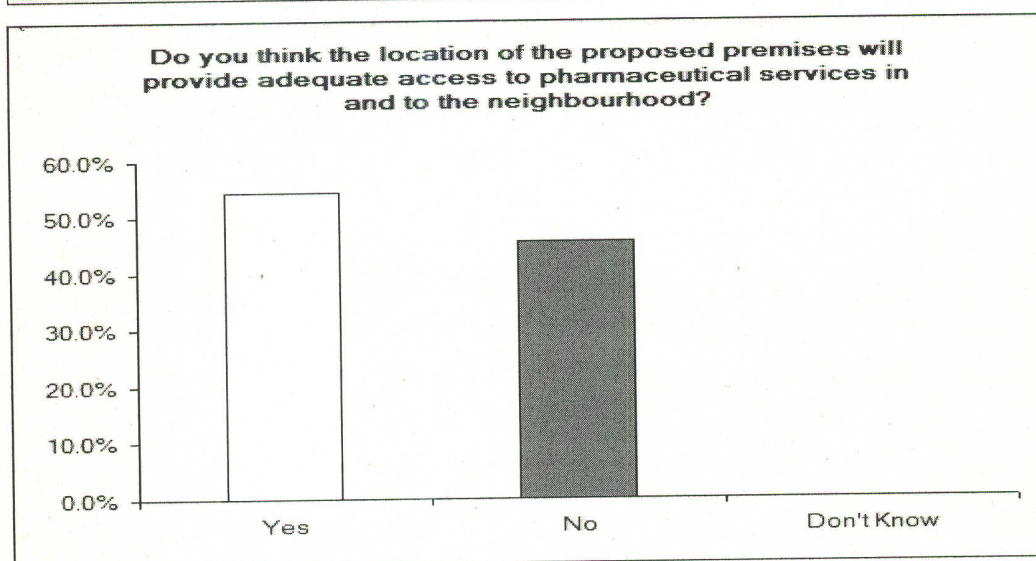 Do you think the location of the proposed premises will
provide adequate access to pharmaceutical services in
and to the neighbourhood?
60.0%
50.0%
40.0%
30.0%
20.0%
10.0%
0.0%
Yes
No
Don't Know